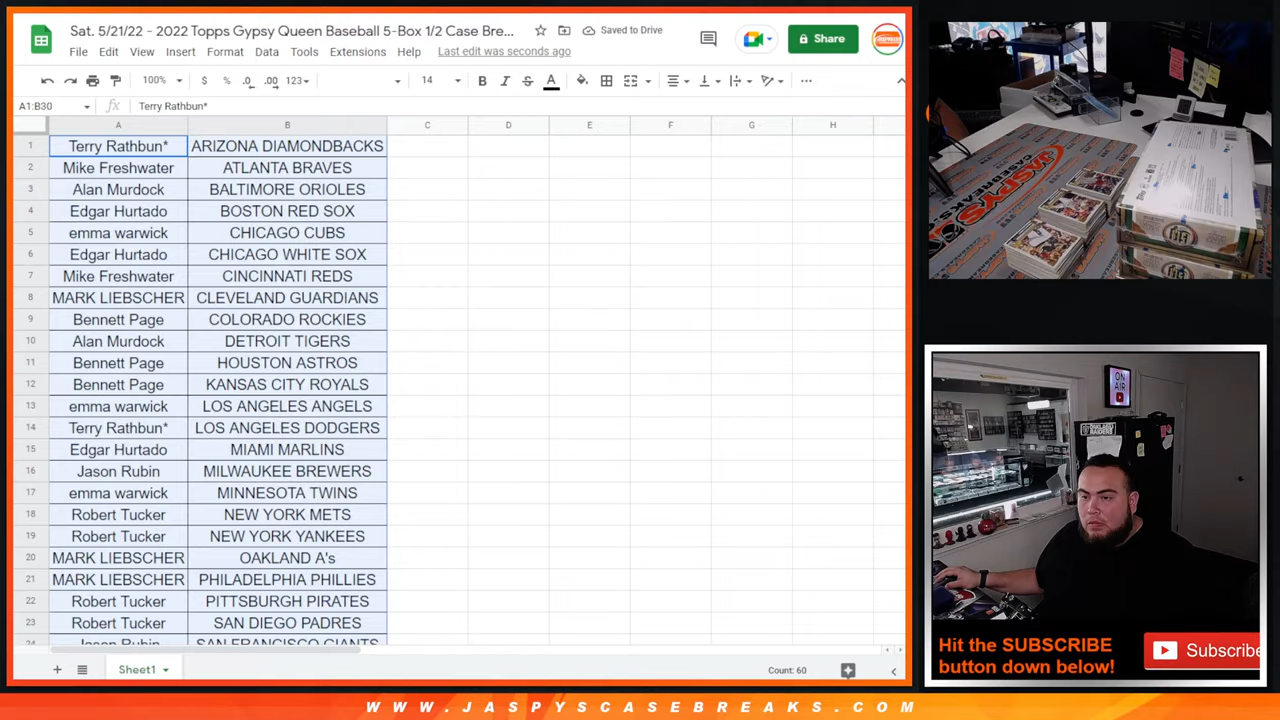 Sat. 5/21/22 - 2022 Topps Gypsy Queen Baseball 5-Box 1/2 Case Bre...
Saved to Drive
Share
File Edit View Insert Format Data Tools Extensions Help Last edit was seconds ago
100% $ % .0 .00 123 14 B I S A
A1:B30 fx Terry Rathbun*
A B C D E F G H
1 Terry Rathbun* ARIZONA DIAMONDBACKS
2 Mike Freshwater ATLANTA BRAVES
3 Alan Murdock BALTIMORE ORIOLES
4 Edgar Hurtado BOSTON RED SOX
5 emma warwick CHICAGO CUBS
6 Edgar Hurtado CHICAGO WHITE SOX
7 Mike Freshwater CINCINNATI REDS
8 MARK LIEBSCHER CLEVELAND GUARDIANS
9 Bennett Page COLORADO ROCKIES
10 Alan Murdock DETROIT TIGERS
11 Bennett Page HOUSTON ASTROS
12 Bennett Page KANSAS CITY ROYALS
13 emma warwick LOS ANGELES ANGELS
14 Terry Rathbun* LOS ANGELES DODGERS
15 Edgar Hurtado MIAMI MARLINS
16 Jason Rubin MILWAUKEE BREWERS
17 emma warwick MINNESOTA TWINS
18 Robert Tucker NEW YORK METS
19 Robert Tucker NEW YORK YANKEES
20 MARK LIEBSCHER OAKLAND A's
21 MARK LIEBSCHER PHILADELPHIA PHILLIES
22 Robert Tucker PITTSBURGH PIRATES
23 Robert Tucker SAN DIEGO PADRES
24 Jason Rubin SAN FRANCISCO GIANTS
Sheet1
Count: 60
JASPYS
CASEBREAKS
ON
AIR
Hit the SUBSCRIBE
button down below!
Subscribe
WWW.JASPYSCASEBREAKS.COM